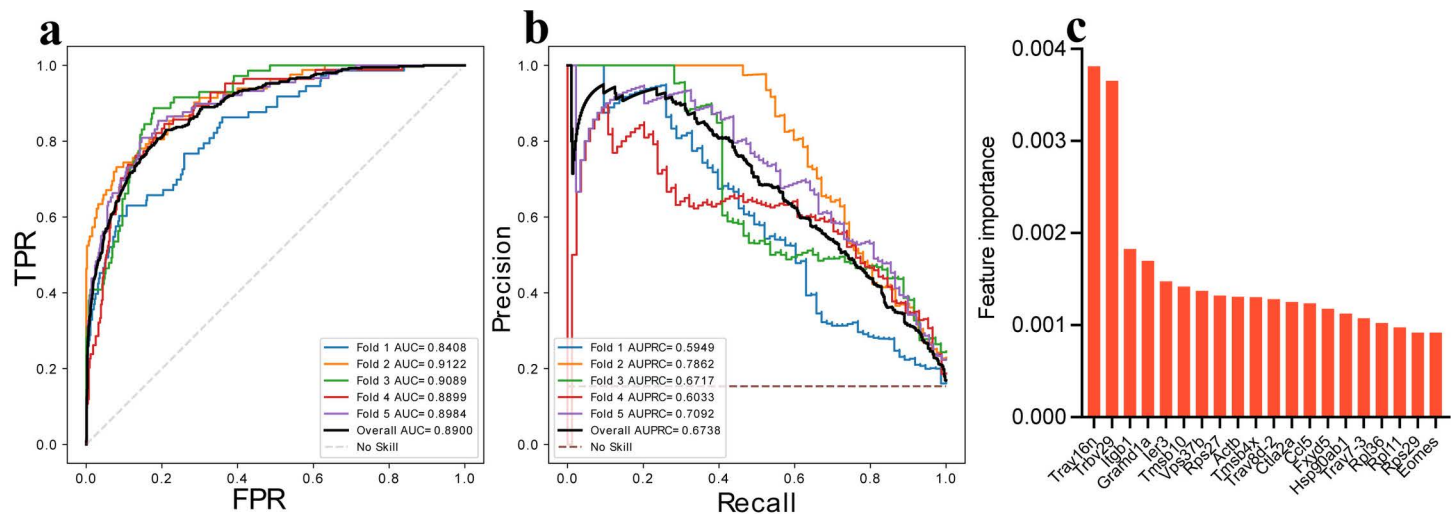 a
1.0
0.8
0.6
0.4
0.2
0.0
TPR
0.0 0.2 0.4 0.6 0.8 1.0
FPR
Fold 1 AUC= 0.8408
Fold 2 AUC= 0.9122
Fold 3 AUC= 0.9089
Fold 4 AUC= 0.8899
Fold 5 AUC= 0.8984
Overall AUC= 0.8900
No Skill
b
1.0
0.8
0.6
0.4
0.2
0.0
Precision
0.0 0.2 0.4 0.6 0.8 1.0
Recall
Fold 1 AUPRC= 0.5949
Fold 2 AUPRC= 0.7862
Fold 3 AUPRC= 0.6717
Fold 4 AUPRC= 0.6033
Fold 5 AUPRC= 0.7092
Overall AUPRC= 0.6738
No Skill
c
0.004
0.003
0.002
0.001
0.000
Feature importance
Trav16n
Trbv29
Itgb1
Gramd1a
Ier3
Tmsb10
Vps37b
Rps27
Actb
Tmsb4x
Trav8d-2
Ctla2a
Ccl5
Fxyd5
Hsp90ab1
Trav7-3
Rpl36
Rpl11
Rps29
Eomes